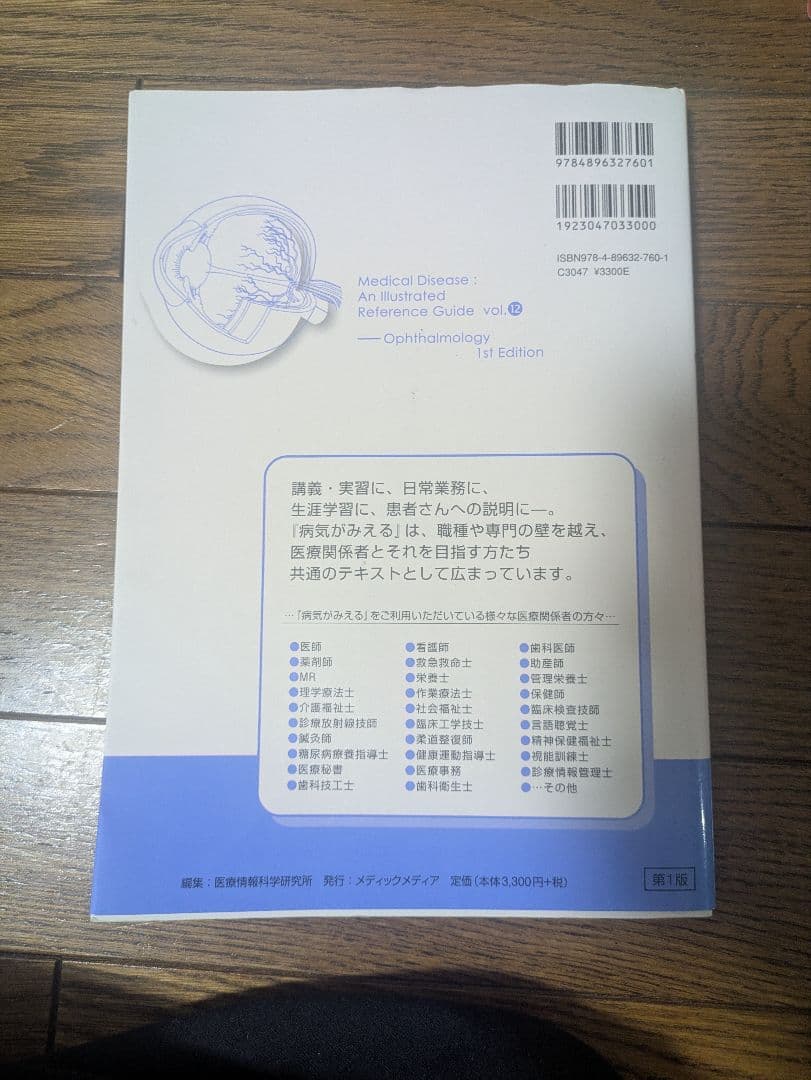 9784896327601
1923047033000
ISBN978-4-89632-760-1
C3047 ¥3300E
Medical Disease :
An Illustrated
Reference Guide vol.12
— Ophthalmology
1st Edition
講義・実習に、日常業務に、
生涯学習に、患者さんへの説明に―。
『病気がみえる』は、職種や専門の壁を越え、
医療関係者とそれを目指す方たち
共通のテキストとして広まっています。
…「病気がみえる」をご利用いただいている様々な医療関係者の方々…
●医師 ●看護師 ●歯科医師
●薬剤師 ●救急救命士 ●助産師
●MR ●栄養士 ●管理栄養士
●理学療法士 ●作業療法士 ●保健師
●介護福祉士 ●社会福祉士 ●臨床検査技師
●診療放射線技師 ●臨床工学技士 ●言語聴覚士
●鍼灸師 ●柔道整復師 ●精神保健福祉士
●糖尿病療養指導士 ●健康運動指導士 ●視能訓練士
●医療秘書 ●医療事務 ●診療情報管理士
●歯科技工士 ●歯科衛生士 ●…その他
編集：医療情報科学研究所 発行：メディックメディア 定価（本体3,300円+税）
第1版